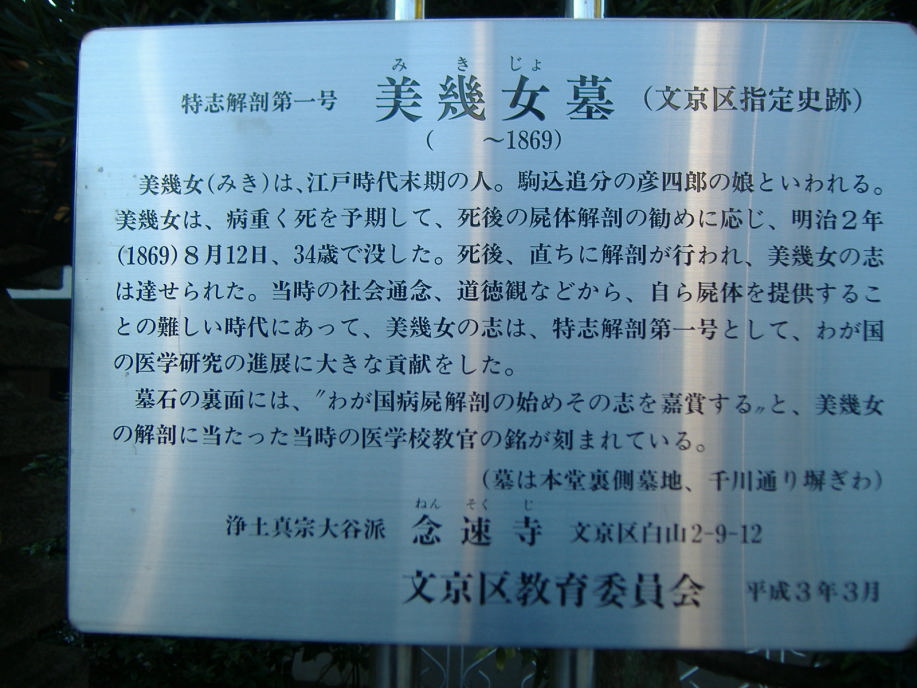 みきじょ
特志解剖第一号 美幾女墓 (文京区指定史跡)
( ～1869)
美幾女(みき)は、江戸時代末期の人。駒込追分の彦四郎の娘といわれる。
美幾女は、病重く死を予期して、死後の屍体解剖の勧めに応じ、明治2年
(1869)8月12日、34歳で没した。死後、直ちに解剖が行われ、美幾女の志
は達せられた。当時の社会通念、道徳観などから、自ら屍体を提供するこ
との難しい時代にあって、美幾女の志は、特志解剖第一号として、わが国
の医学研究の進展に大きな貢献をした。
墓石の裏面には、〝わが国病屍解剖の始めその志を嘉賞する〟と、美幾女
の解剖に当たった当時の医学校教官の銘が刻まれている。
(墓は本堂裏側墓地、千川通り塀ぎわ)
ねんそくじ
浄土真宗大谷派 念速寺 文京区白山2-9-12
文京区教育委員会 平成3年3月